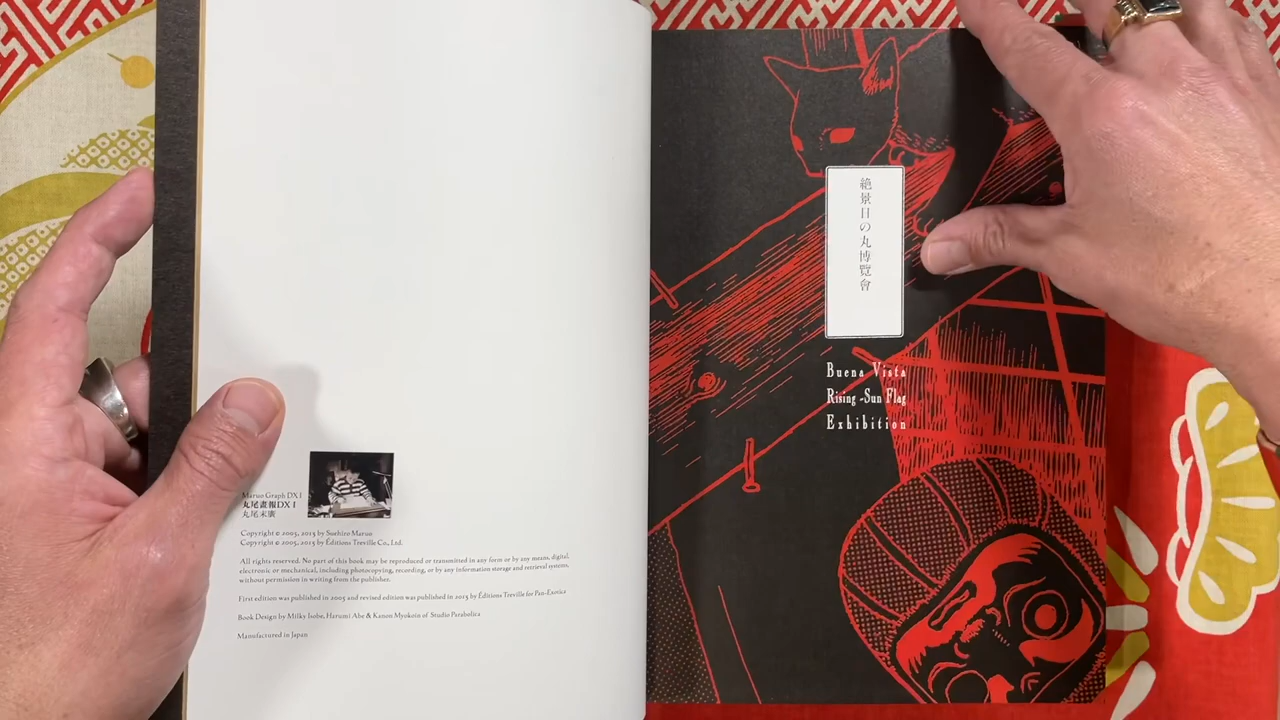 Maruo Graph DX I
丸尾畫報DX I
丸尾末廣
Copyright © 2005, 2015 by Suehiro Maruo
Copyright © 2005, 2015 by Éditions Treville Co., Ltd.
All rights reserved. No part of this book may be reproduced or transmitted in any form or by any means, digital,
electronic or mechanical, including photocopying, recording, or by any information storage and retrieval systems,
without permission in writing from the publisher.
First edition was published in 2005 and revised edition was published in 2015 by Éditions Treville for Pan-Exotica
Book Design by Milky Isobe, Harumi Abe & Kanon Myokein of Studio Parabolica
Manufactured in Japan
絶景日の丸博覽會
Buena Vista
Rising -Sun Flag
Exhibition